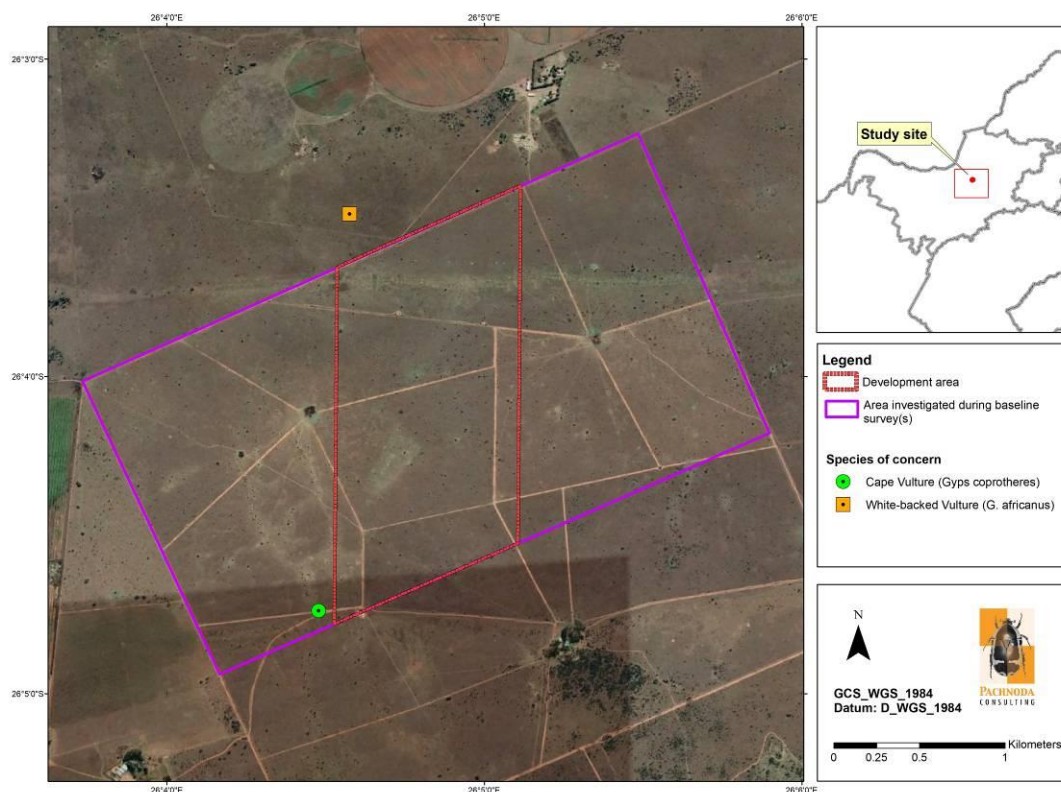 26°4'0"E
26°5'0"E
26°6'0"E
26°3'0"S
26°4'0"S
26°5'0"S
26°4'0"E
26°5'0"E
26°6'0"E
Study site
Legend
Development area
Area investigated during baseline
survey(s)
Species of concern
Cape Vulture (Gyps coprotheres)
White-backed Vulture (G. africanus)
N
PACHNODA
CONSULTING
GCS_WGS_1984
Datum: D_WGS_1984
Kilometers
0 0.25 0.5 1